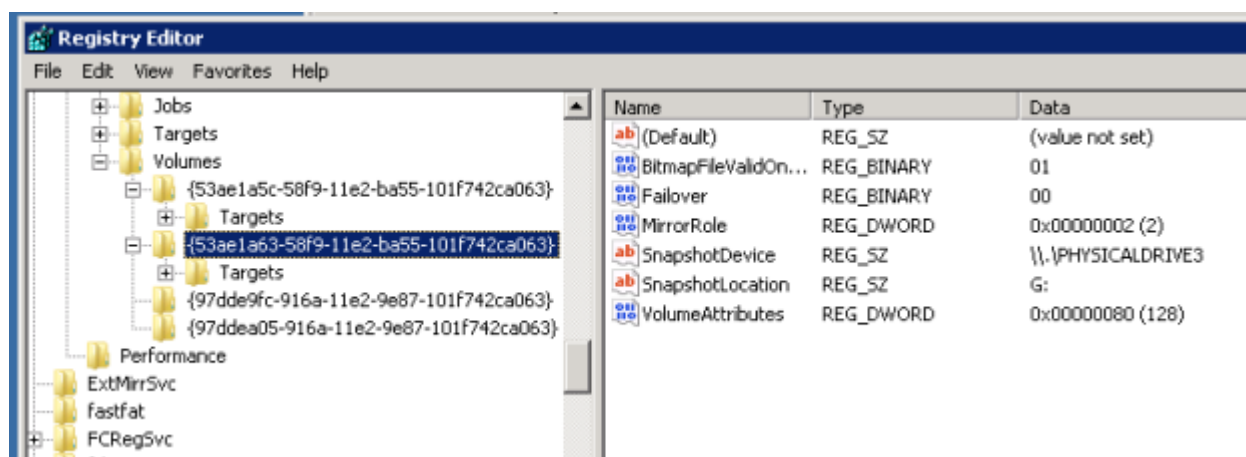 Registry Editor
File Edit View Favorites Help
Jobs
Targets
Volumes
{53ae1a5c-58f9-11e2-ba55-101f742ca063}
Targets
{53ae1a63-58f9-11e2-ba55-101f742ca063}
Targets
{97dde9fc-916a-11e2-9e87-101f742ca063}
{97ddea05-916a-11e2-9e87-101f742ca063}
Performance
ExtMirrSvc
fastfat
FCRegSvc
Name Type Data
(Default) REG_SZ (value not set)
BitmapFileValidOn... REG_BINARY 01
Failover REG_BINARY 00
MirrorRole REG_DWORD 0x00000002 (2)
SnapshotDevice REG_SZ \\.\PHYSICALDRIVE3
SnapshotLocation REG_SZ G:
VolumeAttributes REG_DWORD 0x00000080 (128)